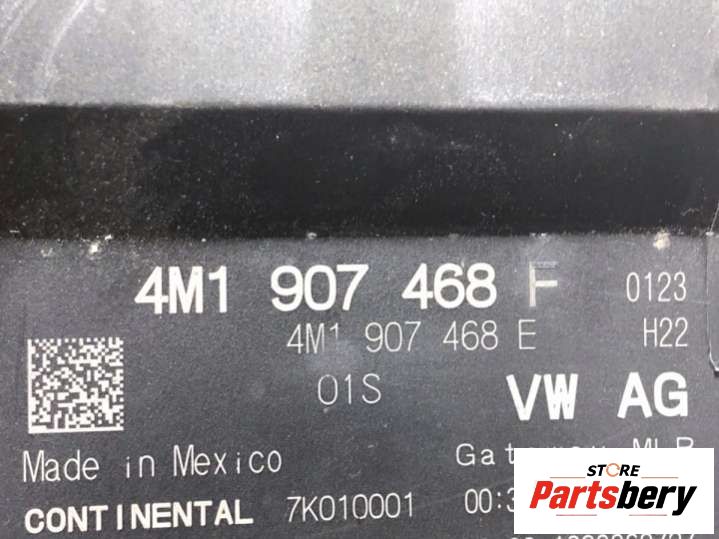 4M1 907 468 F 0123
4M1 907 468 E H22
01S VW AG
Made in Mexico
CONTINENTAL 7K010001
STORE
Partsbery